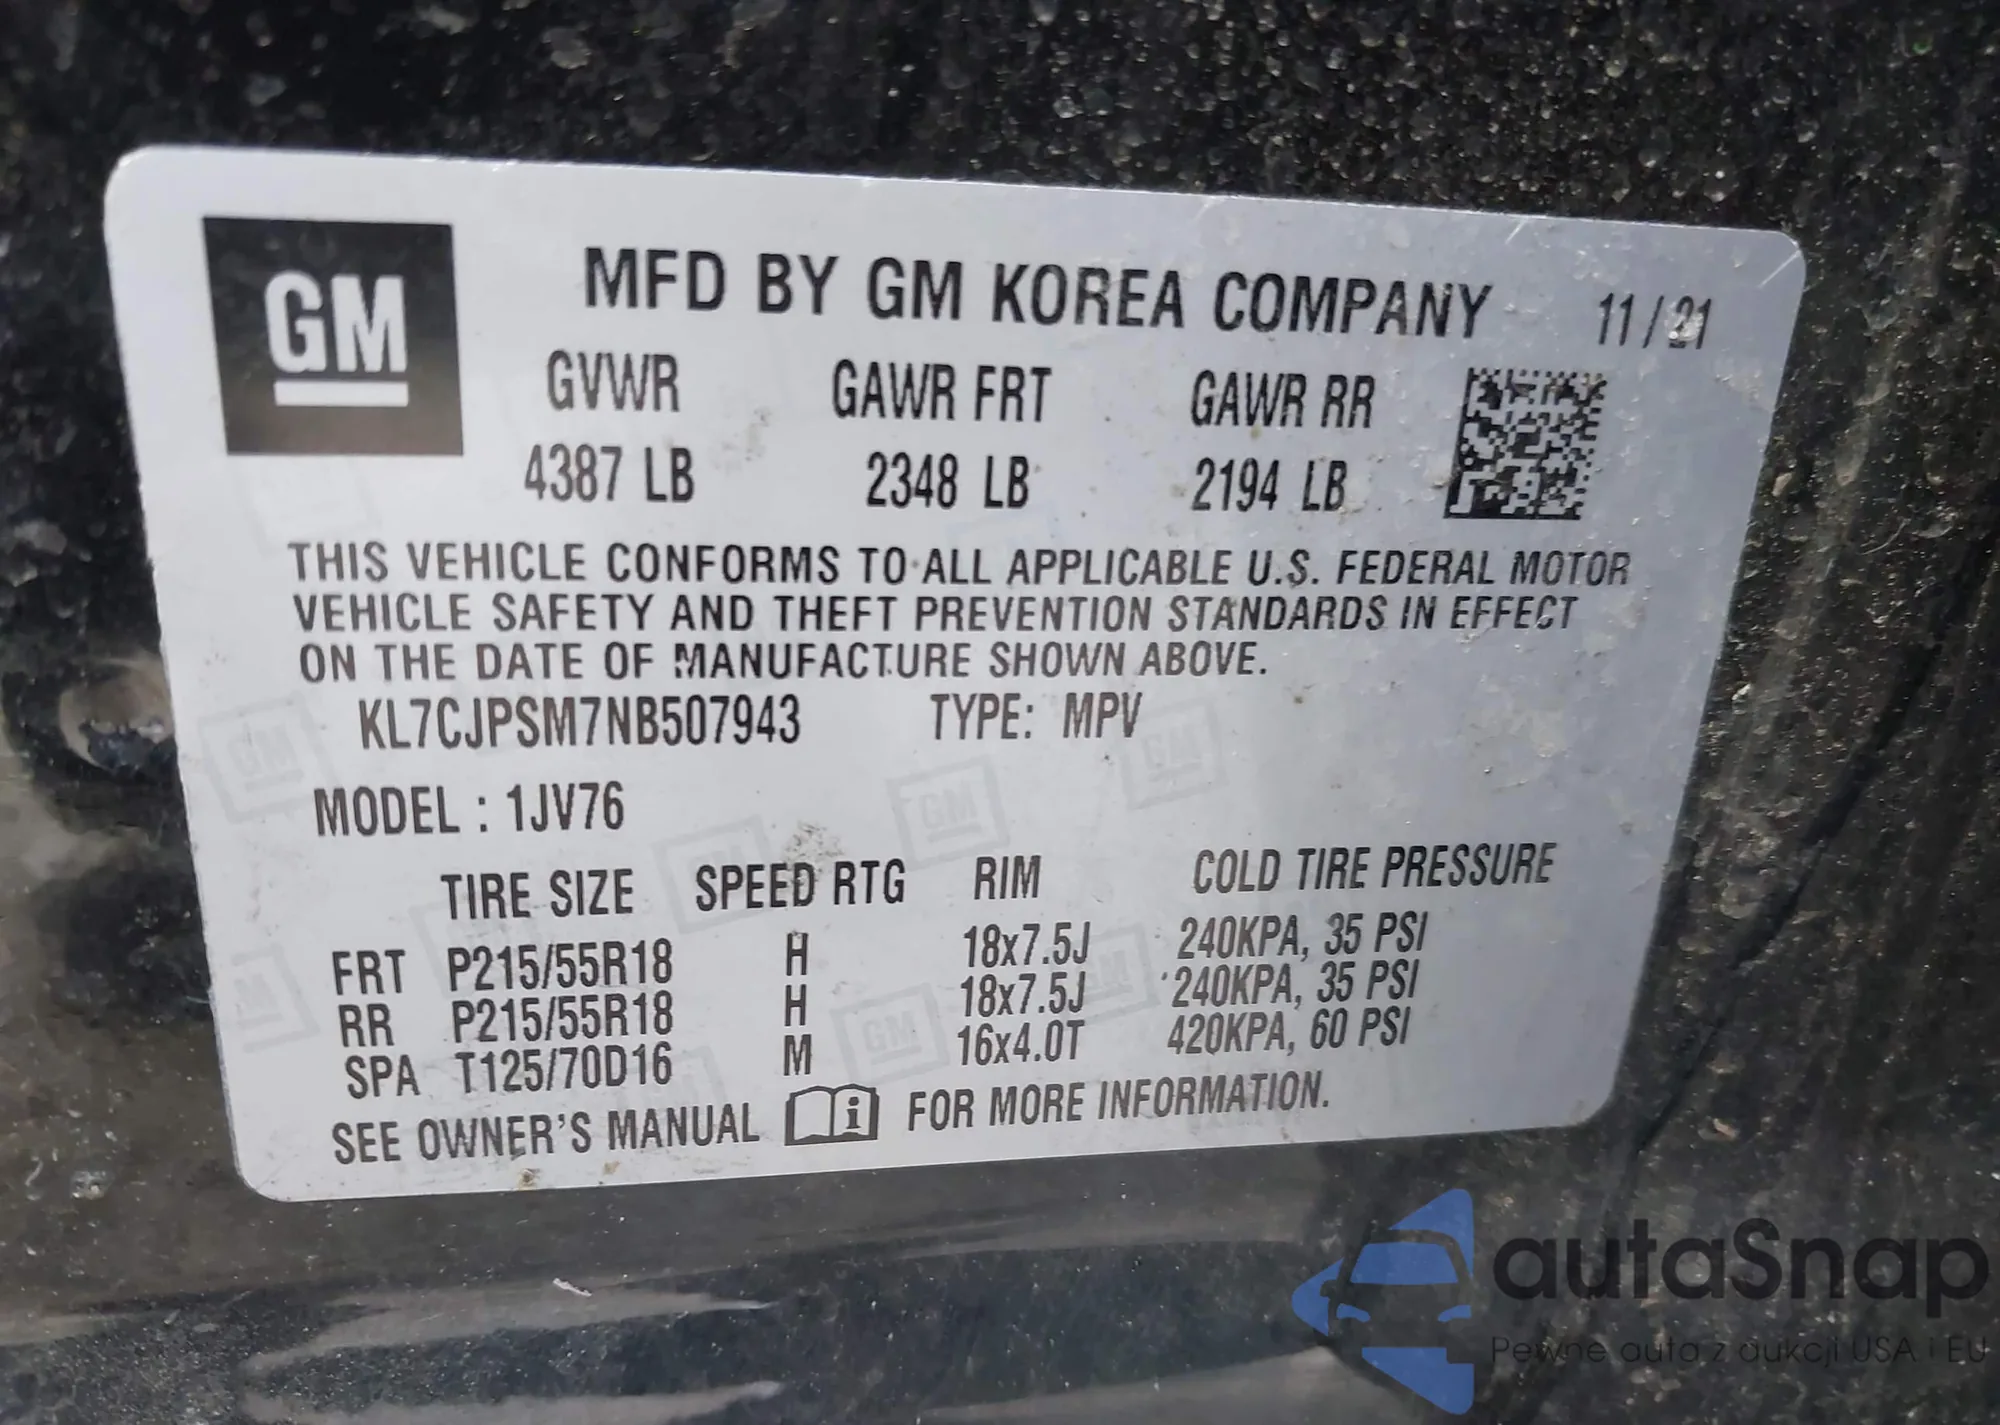 GM MFD BY GM KOREA COMPANY 11/21
GVWR GAWR FRT GAWR RR
4387 LB 2348 LB 2194 LB
THIS VEHICLE CONFORMS TO ALL APPLICABLE U.S. FEDERAL MOTOR
VEHICLE SAFETY AND THEFT PREVENTION STANDARDS IN EFFECT
ON THE DATE OF MANUFACTURE SHOWN ABOVE.
KL7CJPSM7NB507943 TYPE: MPV
MODEL : 1JV76
TIRE SIZE SPEED RTG RIM COLD TIRE PRESSURE
FRT P215/55R18 H 18x7.5J 240KPA, 35 PSI
RR P215/55R18 H 18x7.5J 240KPA, 35 PSI
SPA T125/70D16 M 16x4.0T 420KPA, 60 PSI
SEE OWNER'S MANUAL i FOR MORE INFORMATION.
autaSnap
Pewne auto z aukcji USA i EU